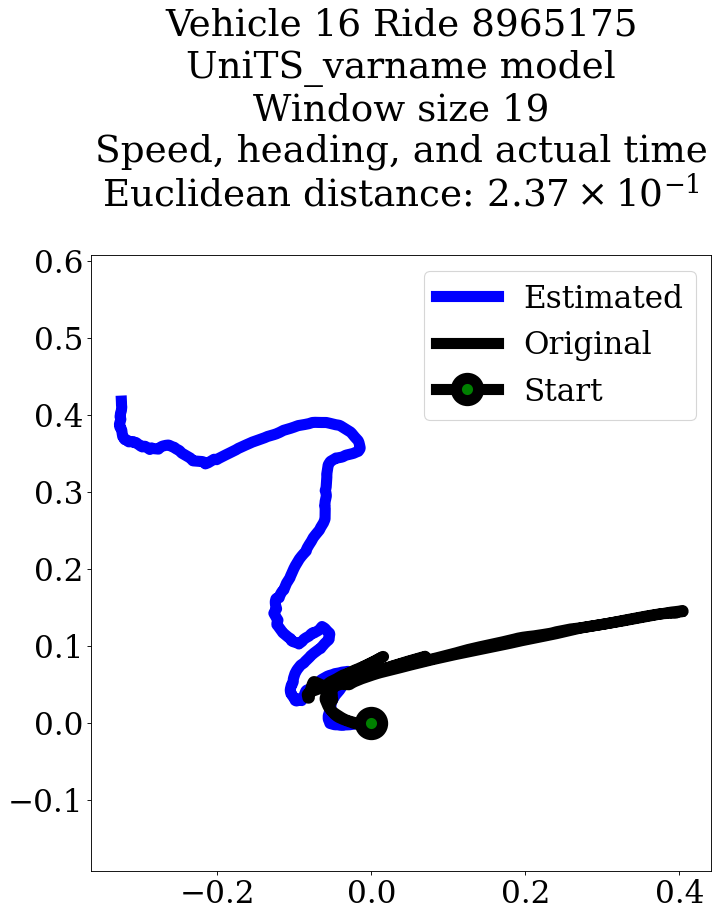 Vehicle 16 Ride 8965175
UniTS_varname model
Window size 19
Speed, heading, and actual time
Euclidean distance: 2.37 × 10⁻¹
0.6
0.5
0.4
0.3
0.2
0.1
0.0
−0.1
Estimated
Original
Start
−0.2
0.0
0.2
0.4